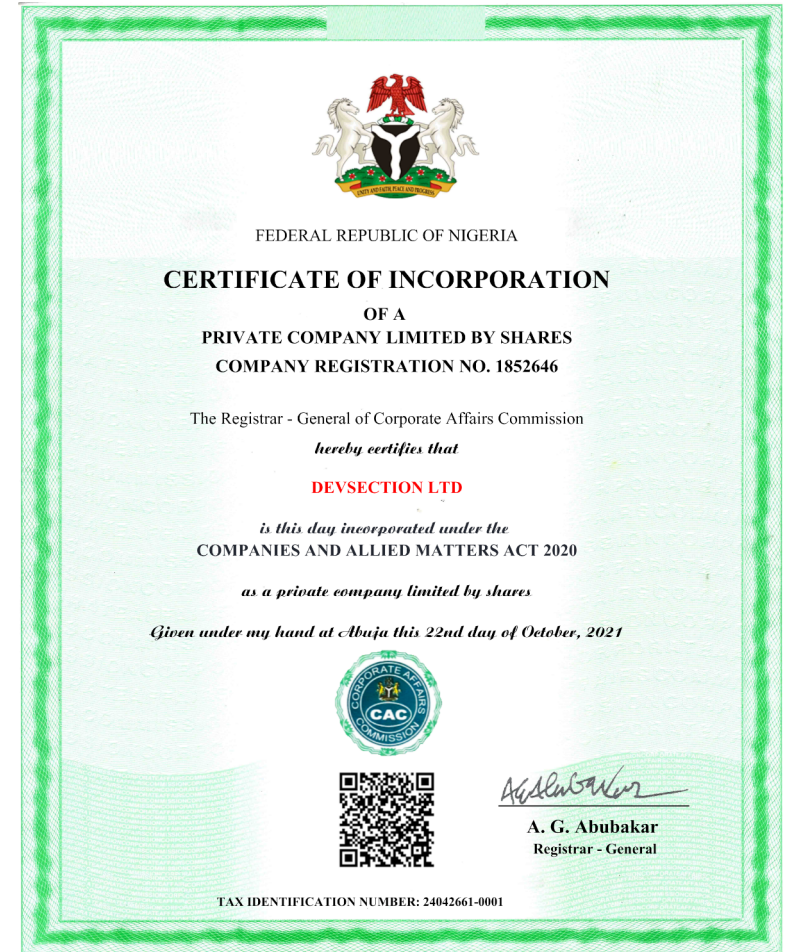 UNITY AND FAITH, PEACE AND PROGRESS
FEDERAL REPUBLIC OF NIGERIA
CERTIFICATE OF INCORPORATION
OF A
PRIVATE COMPANY LIMITED BY SHARES
COMPANY REGISTRATION NO. 1852646
The Registrar - General of Corporate Affairs Commission
hereby certifies that
DEVSECTION LTD
is this day incorporated under the
COMPANIES AND ALLIED MATTERS ACT 2020
as a private company limited by shares
Given under my hand at Abuja this 22nd day of October, 2021
CORPORATE AFFAIRS
CAC
COMMISSION
A. G. Abubakar
Registrar - General
TAX IDENTIFICATION NUMBER: 24042661-0001